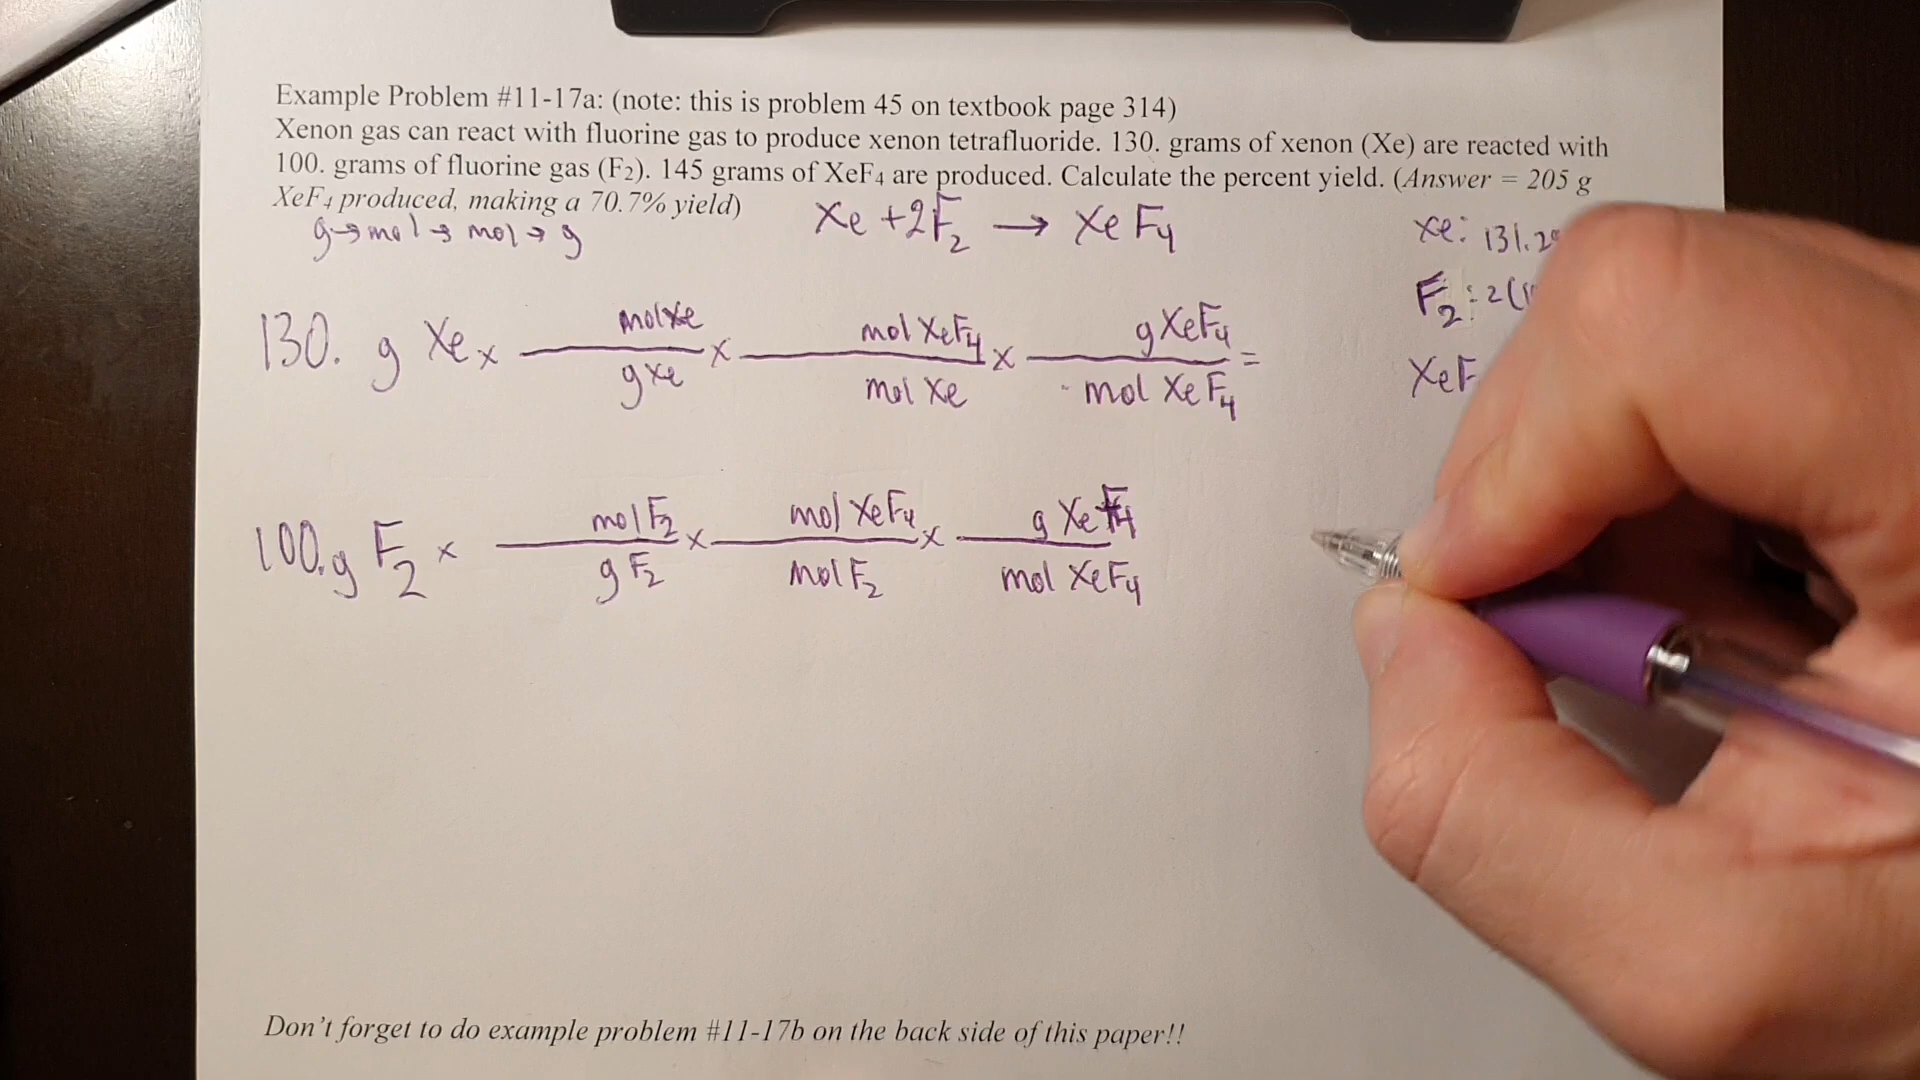 Example Problem #11-17a: (note: this is problem 45 on textbook page 314)
Xenon gas can react with fluorine gas to produce xenon tetrafluoride. 130. grams of xenon (Xe) are reacted with
100. grams of fluorine gas (F₂). 145 grams of XeF₄ are produced. Calculate the percent yield. (Answer = 205 g
XeF₄ produced, making a 70.7% yield)
g→mol→mol→g
Xe + 2F₂ → XeF₄
Xe: 131.2
F₂: 2(1
XeF
130. g Xe x
mol Xe
g Xe
x
mol XeF₄
mol Xe
x
g XeF₄
mol XeF₄
=
100. g F₂ x
mol F₂
g F₂
x
mol XeF₄
mol F₂
x
g XeF₄
mol XeF₄
Don't forget to do example problem #11-17b on the back side of this paper!!